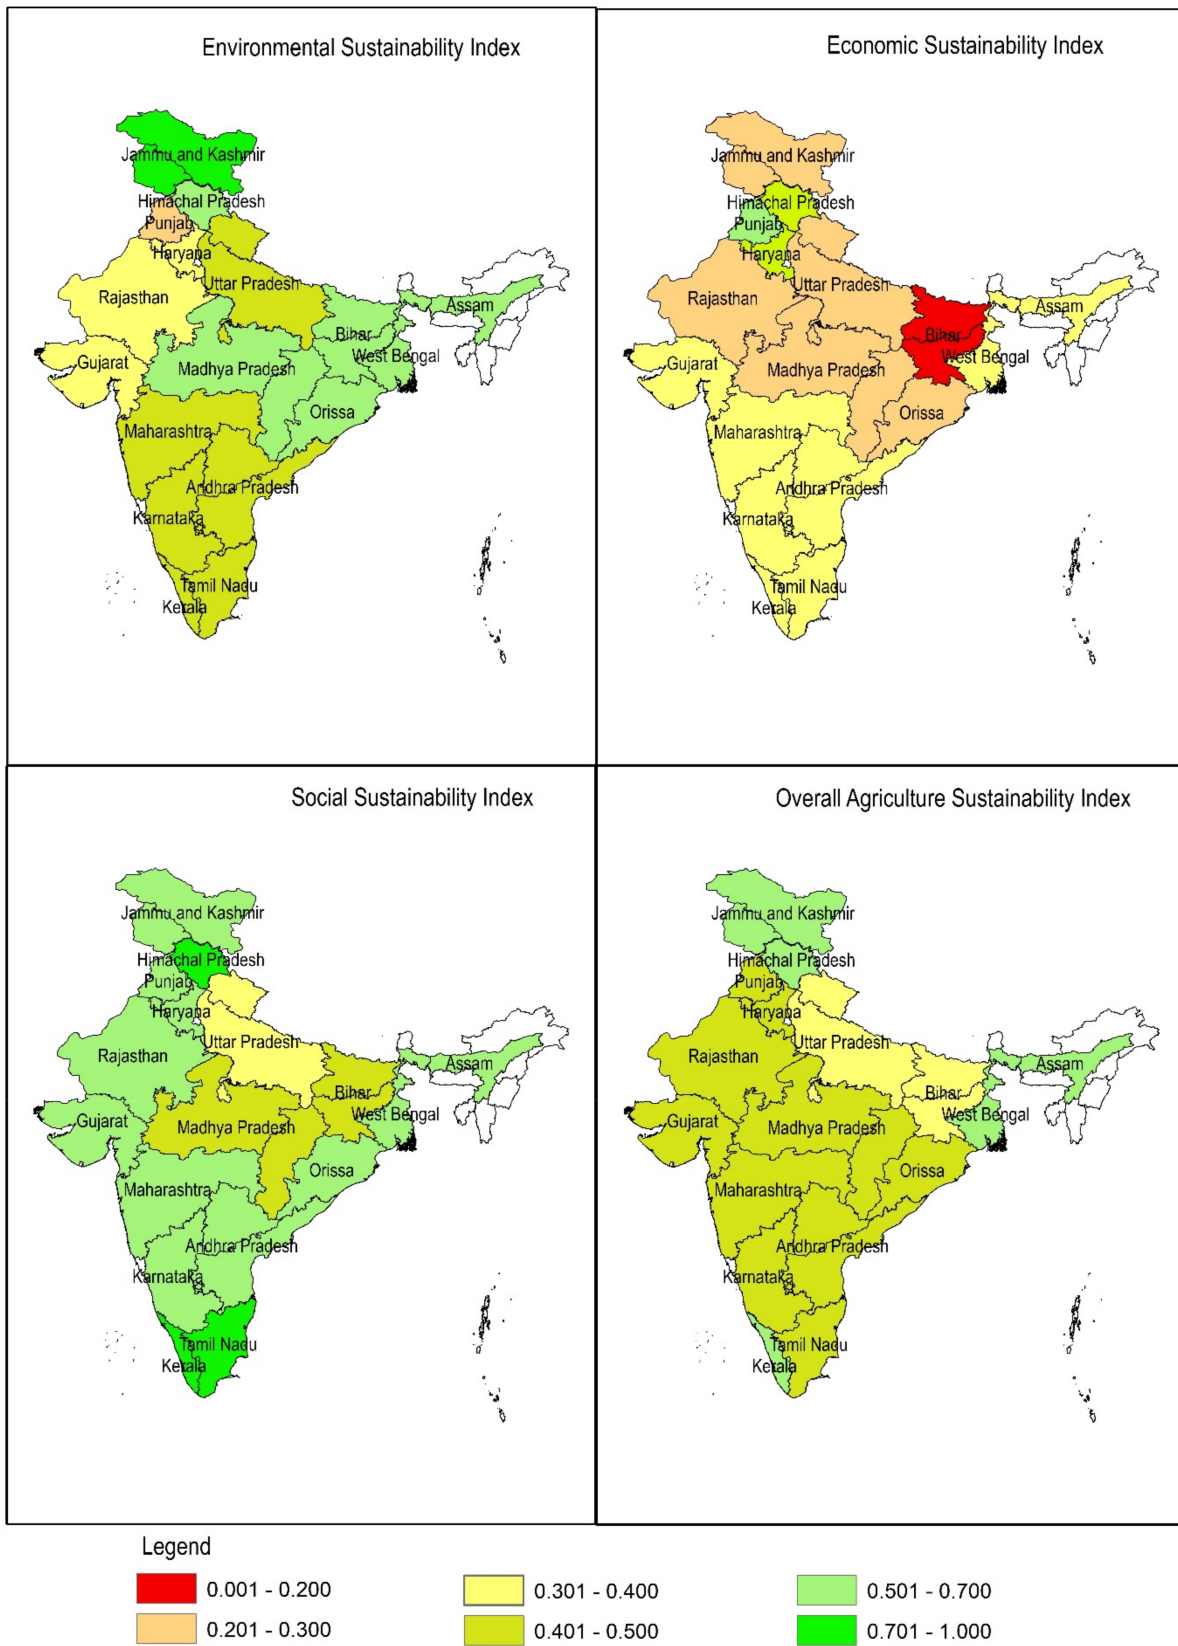 Environmental Sustainability Index
Jammu and Kashmir
Himachal Pradesh
Punjab
Haryana
Uttar Pradesh
Rajasthan
Assam
Bihar
West Bengal
Gujarat
Madhya Pradesh
Orissa
Maharashtra
Andhra Pradesh
Karnataka
Tamil Nadu
Kerala
Economic Sustainability Index
Jammu and Kashmir
Himachal Pradesh
Punjab
Haryana
Uttar Pradesh
Rajasthan
Assam
Bihar
West Bengal
Gujarat
Madhya Pradesh
Orissa
Maharashtra
Andhra Pradesh
Karnataka
Tamil Nadu
Kerala
Social Sustainability Index
Jammu and Kashmir
Himachal Pradesh
Punjab
Haryana
Uttar Pradesh
Rajasthan
Assam
Bihar
West Bengal
Gujarat
Madhya Pradesh
Orissa
Maharashtra
Andhra Pradesh
Karnataka
Tamil Nadu
Kerala
Overall Agriculture Sustainability Index
Jammu and Kashmir
Himachal Pradesh
Punjab
Haryana
Uttar Pradesh
Rajasthan
Assam
Bihar
West Bengal
Gujarat
Madhya Pradesh
Orissa
Maharashtra
Andhra Pradesh
Karnataka
Tamil Nadu
Kerala
Legend
0.001 - 0.200
0.301 - 0.400
0.501 - 0.700
0.201 - 0.300
0.401 - 0.500
0.701 - 1.000